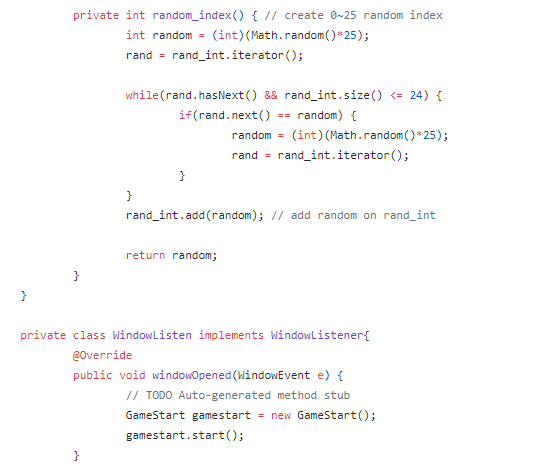 private int random_index() { // create 0~25 random index
int random = (int)(Math.random()*25);
rand = rand_int.iterator();
while(rand.hasNext() && rand_int.size() <= 24) {
if(rand.next() == random) {
random = (int)(Math.random()*25);
rand = rand_int.iterator();
}
}
rand_int.add(random); // add random on rand_int
return random;
}
}
private class WindowListen implements WindowListener{
@Override
public void windowOpened(WindowEvent e) {
// TODO Auto-generated method stub
GameStart gamestart = new GameStart();
gamestart.start();
}